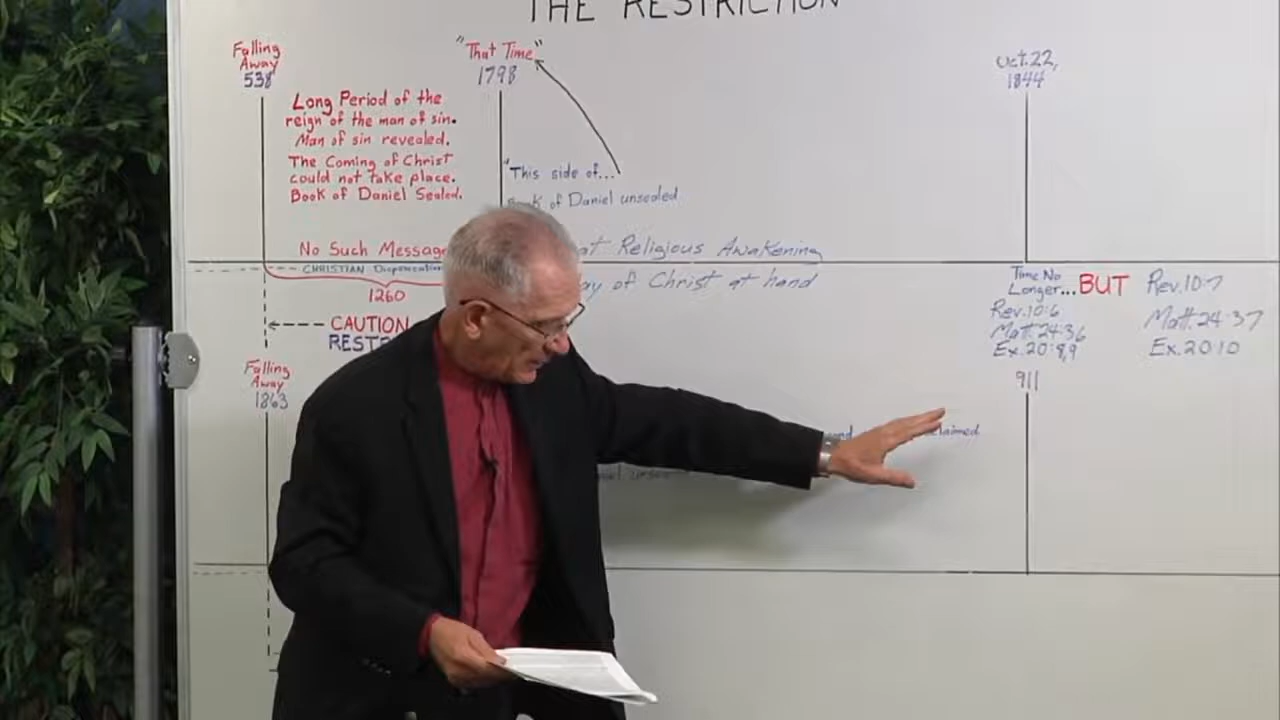 THE RESTRICTION
Falling
Away
538
Long Period of the
reign of the man of sin.
Man of sin revealed.
The Coming of Christ
could not take place.
Book of Daniel Sealed.
No Such Message
CHRISTIAN Dispensation
1260
CAUTION
Falling
Away
1863
"That Time"
1798
"This side of...
Book of Daniel unsealed
Religious Awakening
of Christ at hand
Oct. 22,
1844
Time No
Longer...BUT
Rev. 10:6
Matt. 24:36
Ex. 20:8,9
Rev. 10:7
Matt. 24:37
Ex. 20:10
911